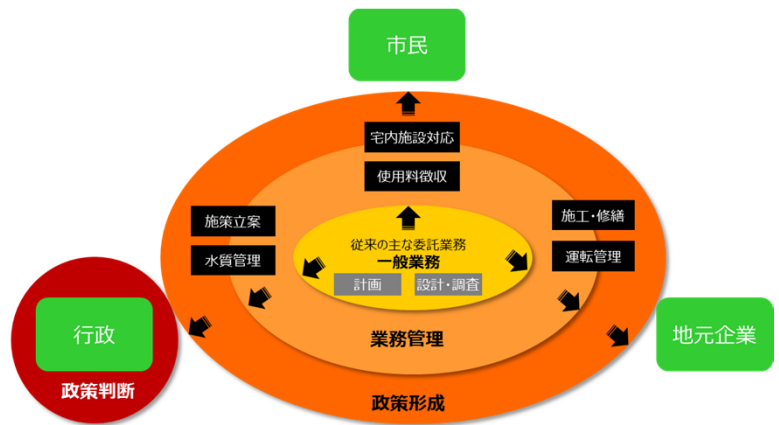 市民
宅内施設対応
使用料徴収
施策立案
水質管理
施工・修繕
運転管理
従来の主な委託業務
一般業務
計画
設計・調査
行政
政策判断
地元企業
業務管理
政策形成